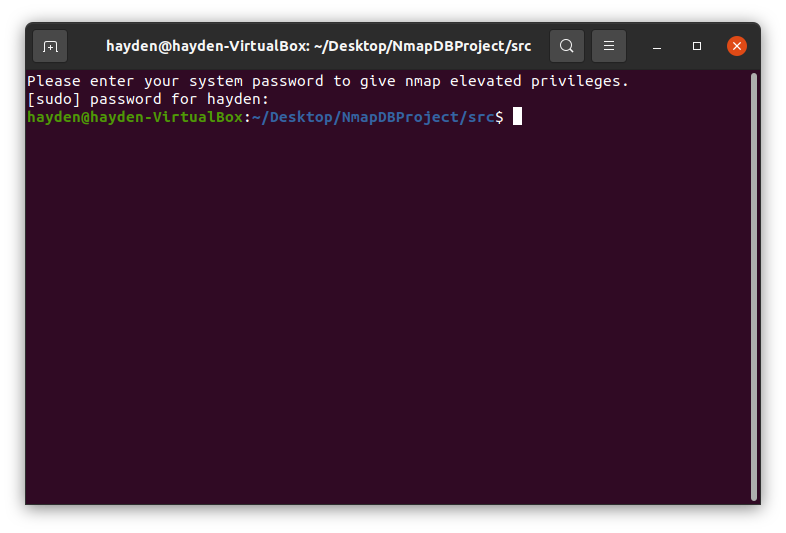 hayden@hayden-VirtualBox: ~/Desktop/NmapDBProject/src
Please enter your system password to give nmap elevated privileges.
[sudo] password for hayden:
hayden@hayden-VirtualBox:~/Desktop/NmapDBProject/src$